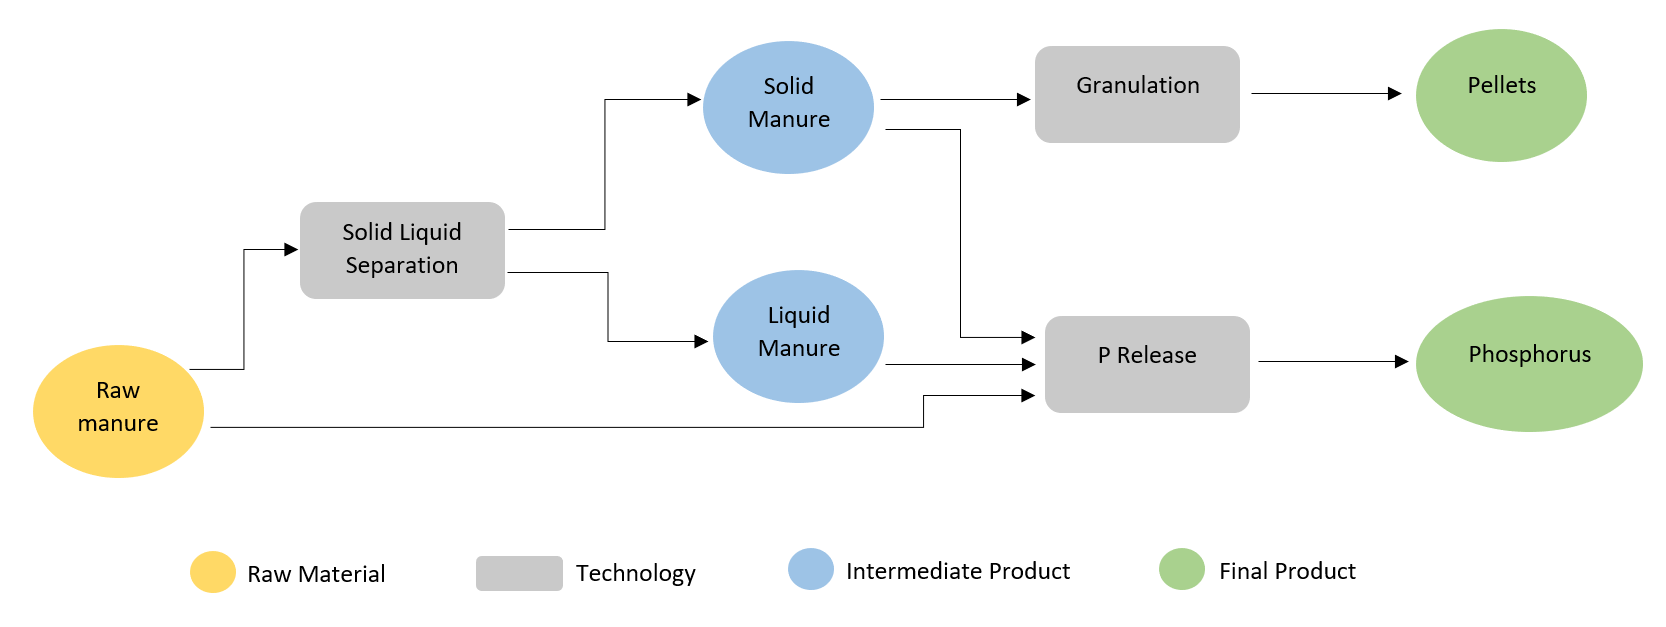 Solid
Manure
Granulation
Pellets
Solid Liquid
Separation
Liquid
Manure
P Release
Phosphorus
Raw
manure
Raw Material
Technology
Intermediate Product
Final Product